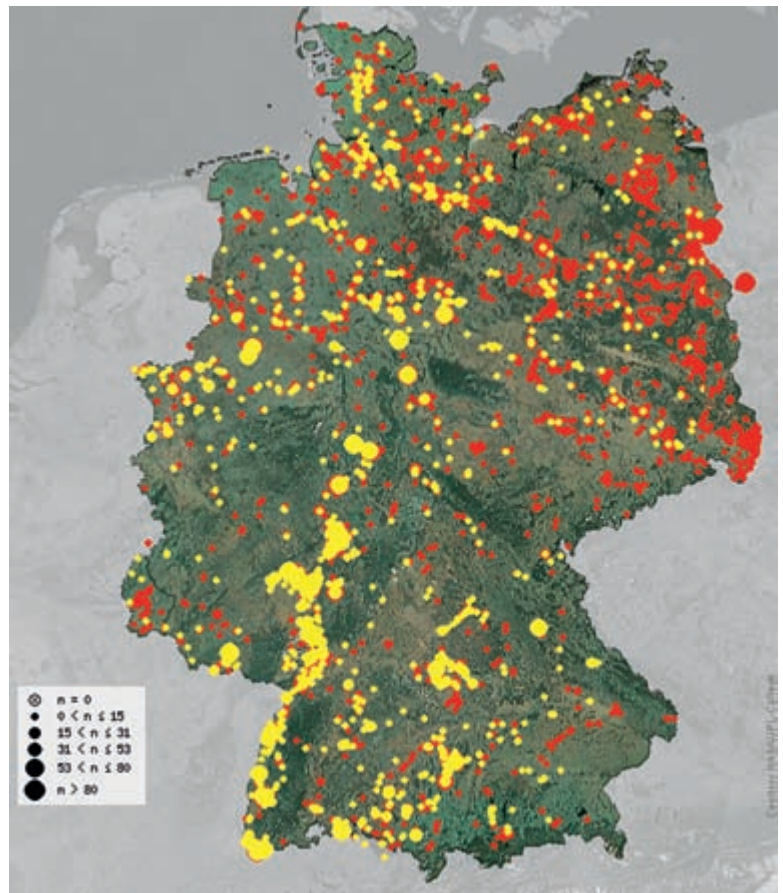 n = 0
0 < n ≤ 15
15 < n ≤ 31
31 < n ≤ 53
53 < n ≤ 80
n > 80